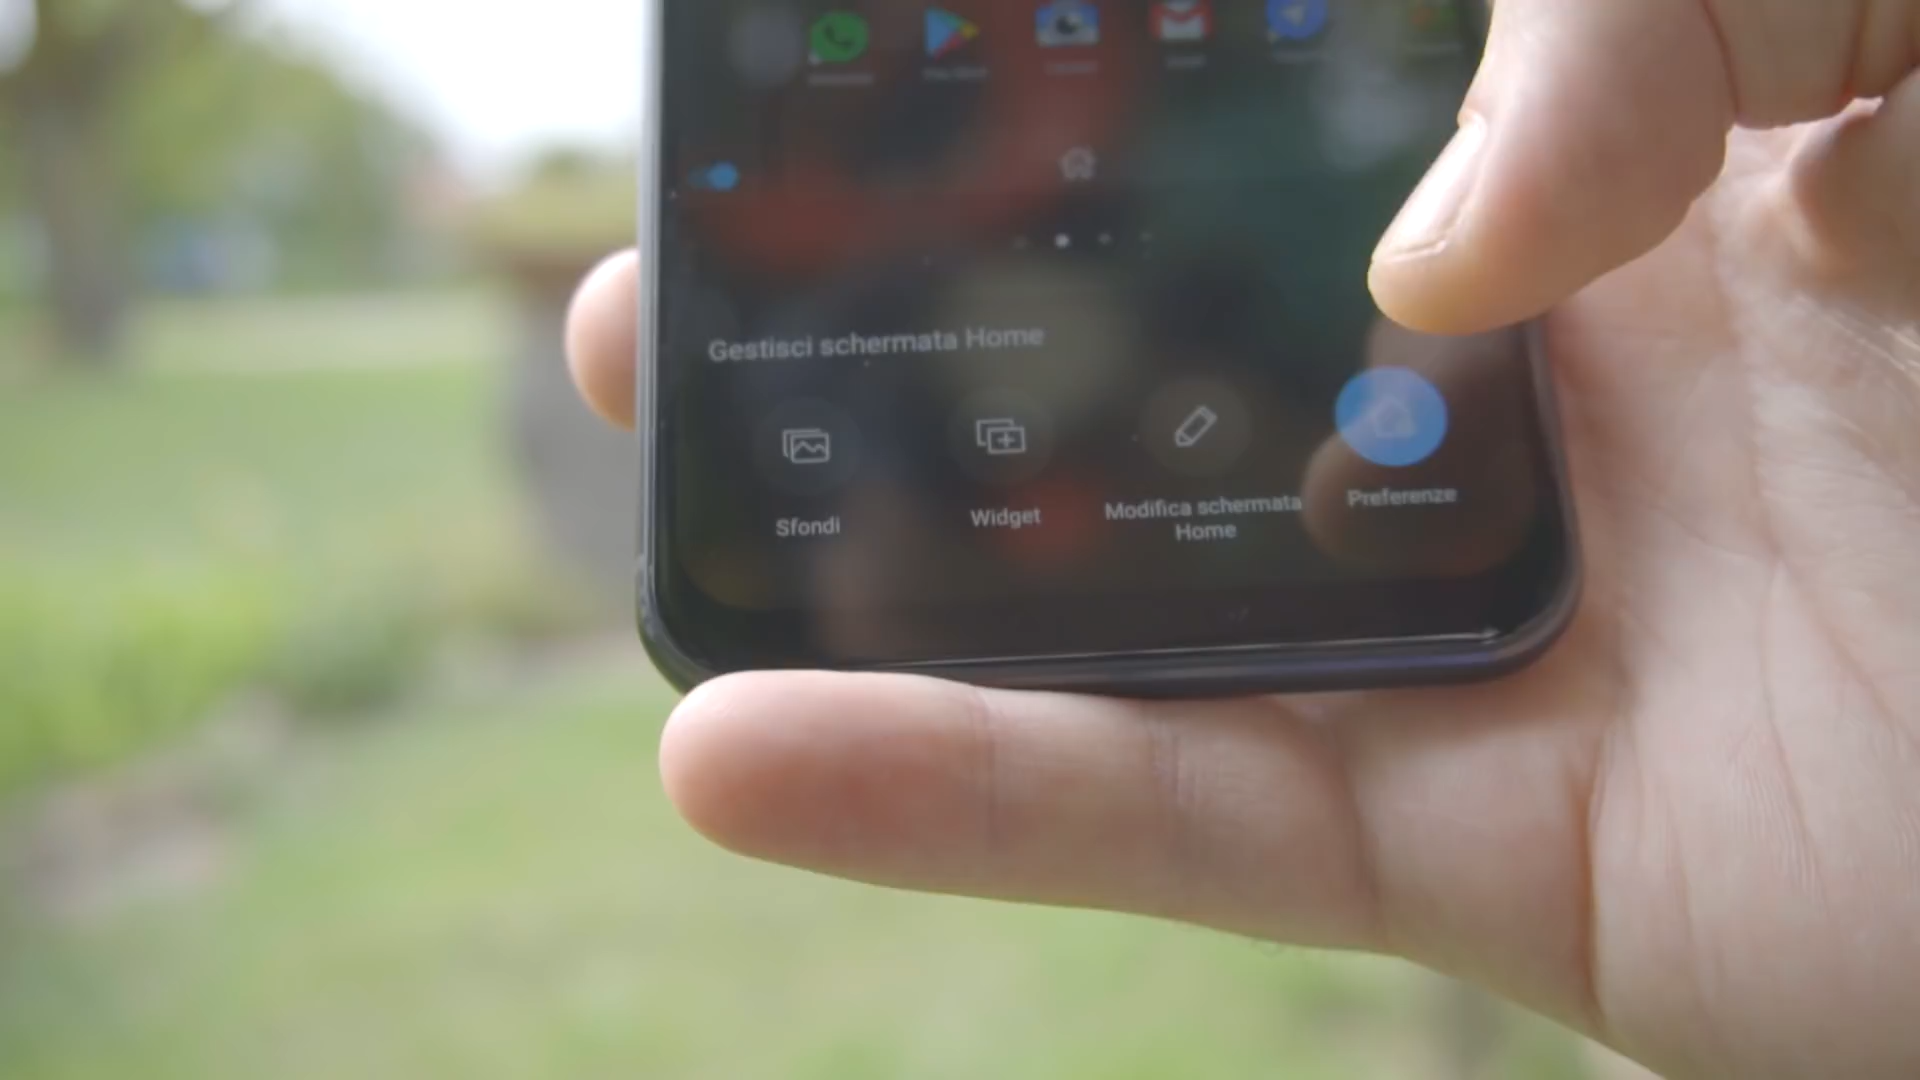 Gestisci schermata Home
Sfondi
Widget
Modifica schermata
Home
Preferenze